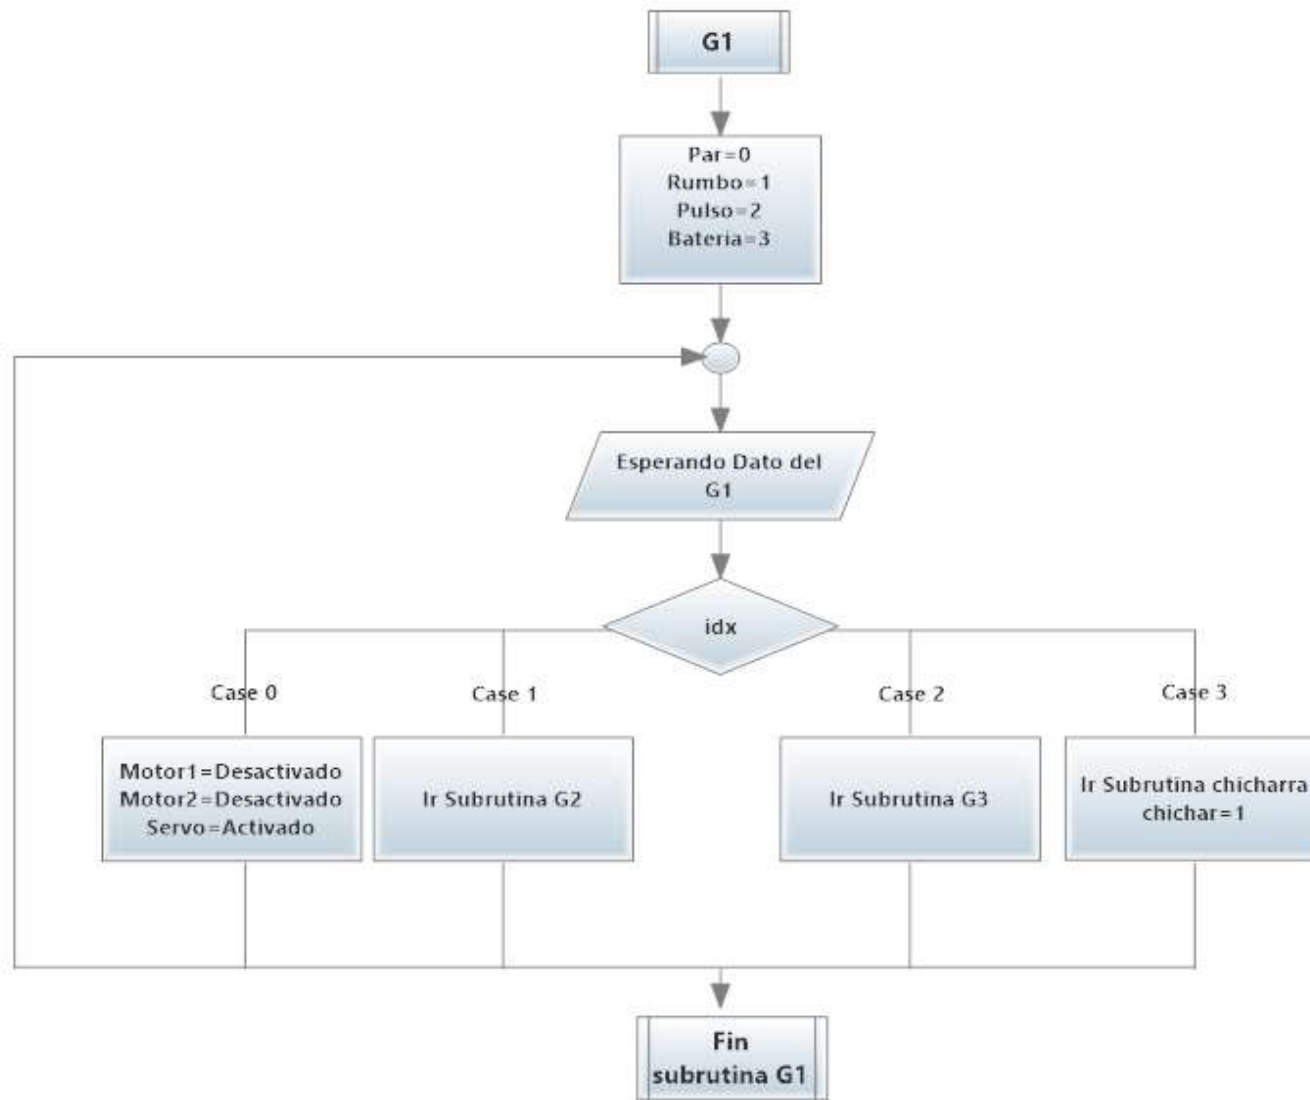 G1
Par=0
Rumbo=1
Pulso=2
Bateria=3
Esperando Dato del
G1
idx
Case 0
Case 1
Case 2
Case 3
Motor1=Desactivado
Motor2=Desactivado
Servo=Activado
Ir Subrutina G2
Ir Subrutina G3
Ir Subrutina chicharra
chichar=1
Fin
subrutina G1